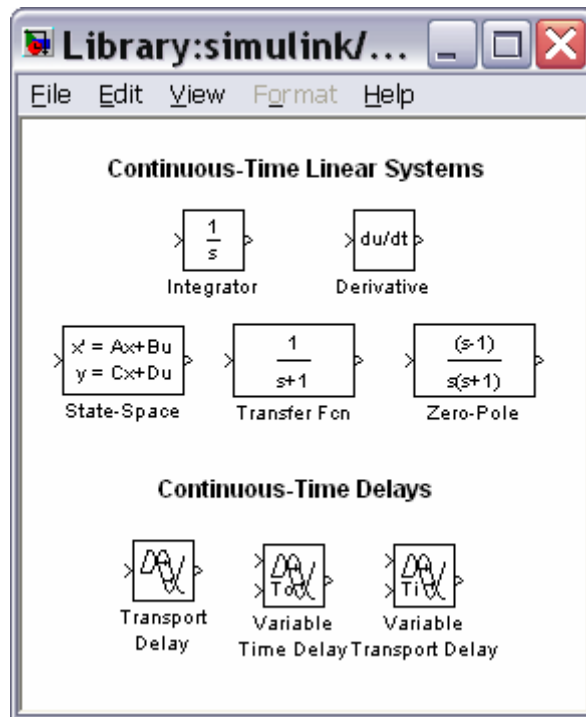 Library:simulink/...
File Edit View Format Help
Continuous-Time Linear Systems
1
s
Integrator
du/dt
Derivative
x' = Ax+Bu
y = Cx+Du
State-Space
1
s+1
Transfer Fcn
(s-1)
s(s+1)
Zero-Pole
Continuous-Time Delays
Transport
Delay
To
Variable
Time Delay
Ti
Variable
Transport Delay